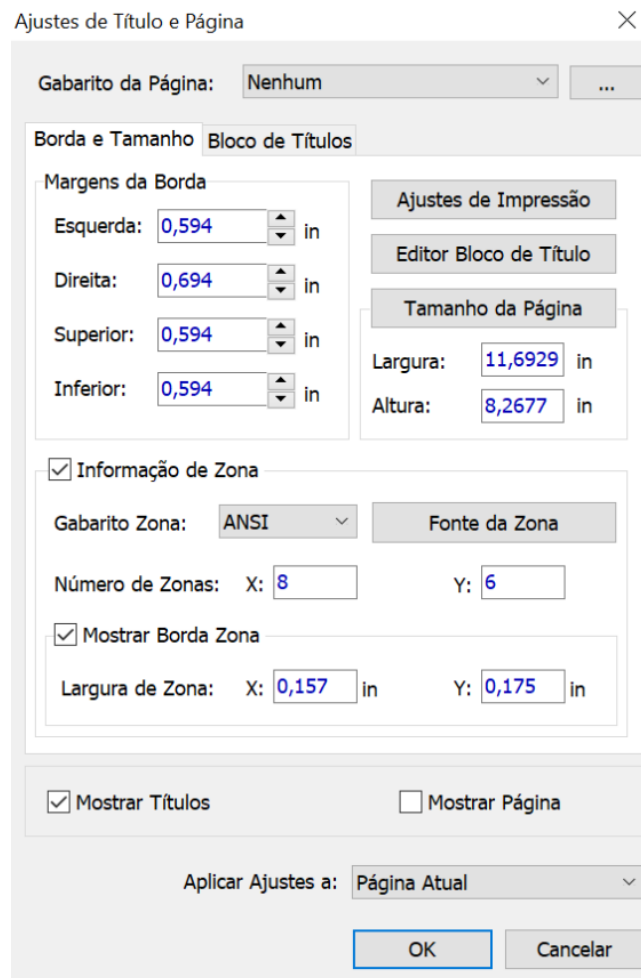 Ajustes de Título e Página
Gabarito da Página: Nenhum ...
Borda e Tamanho Bloco de Títulos
Margens da Borda
Esquerda: 0,594 in
Direita: 0,694 in
Superior: 0,594 in
Inferior: 0,594 in
Ajustes de Impressão
Editor Bloco de Título
Tamanho da Página
Largura: 11,6929 in
Altura: 8,2677 in
Informação de Zona
Gabarito Zona: ANSI Fonte da Zona
Número de Zonas: X: 8 Y: 6
Mostrar Borda Zona
Largura de Zona: X: 0,157 in Y: 0,175 in
Mostrar Títulos Mostrar Página
Aplicar Ajustes a: Página Atual
OK Cancelar